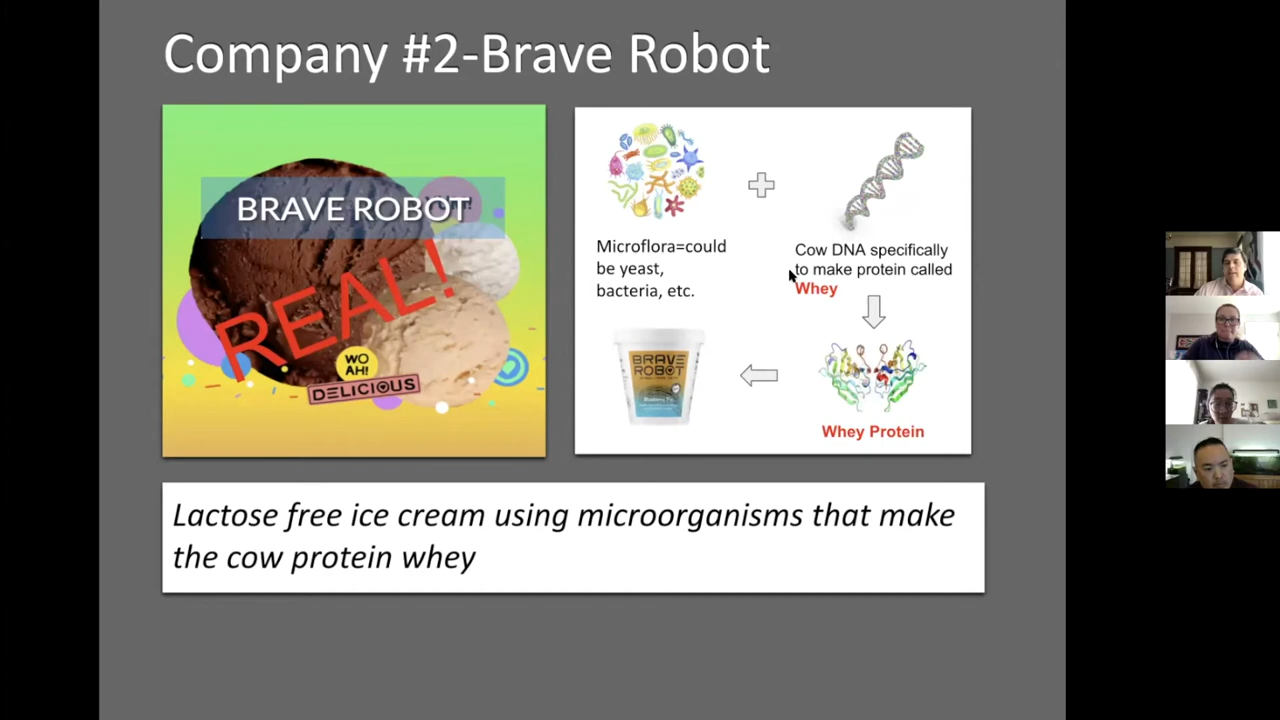 Company #2-Brave Robot
BRAVE ROBOT
REAL!
WO
AH!
DELICIOUS
Microflora=could
be yeast,
bacteria, etc.
Cow DNA specifically
to make protein called
Whey
BRAVE
ROBOT
Whey Protein
Lactose free ice cream using microorganisms that make
the cow protein whey